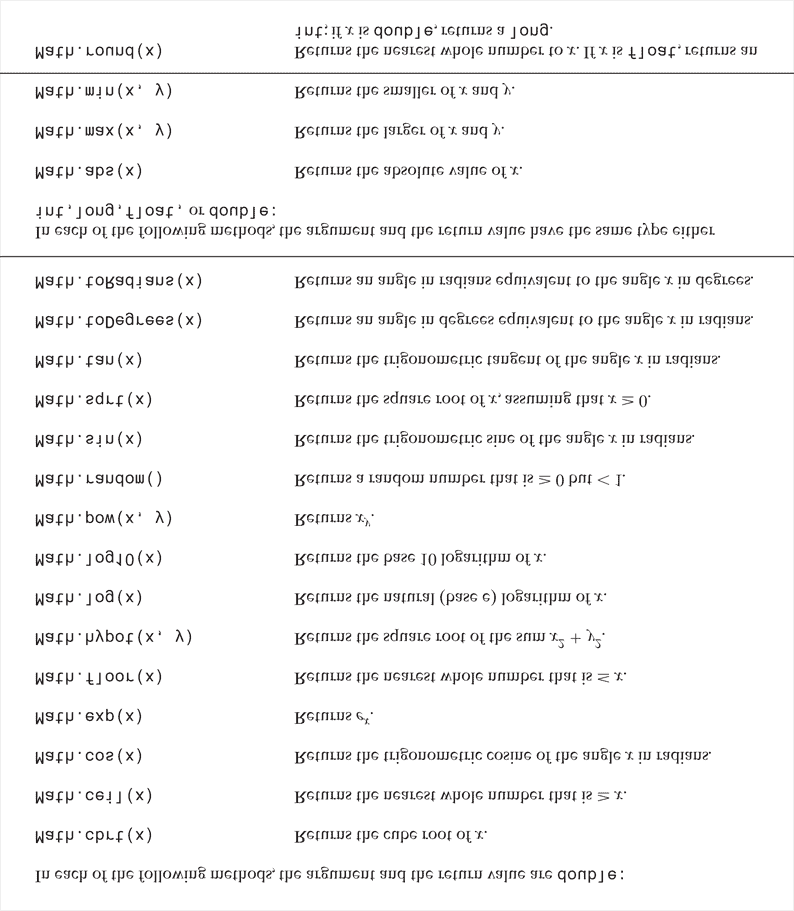 In each of the following methods, the argument and the return value are double:
Math.cbrt(x) Returns the cube root of x.
Math.ceil(x) Returns the nearest whole number that is ≥ x.
Math.cos(x) Returns the trigonometric cosine of the angle x in radians.
Math.exp(x) Returns eˣ.
Math.floor(x) Returns the nearest whole number that is ≤ x.
Math.hypot(x, y) Returns the square root of the sum x² + y².
Math.log(x) Returns the natural (base e) logarithm of x.
Math.log10(x) Returns the base 10 logarithm of x.
Math.pow(x, y) Returns xʸ.
Math.random() Returns a random number that is ≥ 0 but < 1.
Math.sin(x) Returns the trigonometric sine of the angle x in radians.
Math.sqrt(x) Returns the square root of x, assuming that x ≥ 0.
Math.tan(x) Returns the trigonometric tangent of the angle x in radians.
Math.toDegrees(x) Returns an angle in degrees equivalent to the angle x in radians.
Math.toRadians(x) Returns an angle in radians equivalent to the angle x in degrees.
In each of the following methods, the argument and the return value have the same type either
int, long, float, or double:
Math.abs(x) Returns the absolute value of x.
Math.max(x, y) Returns the larger of x and y.
Math.min(x, y) Returns the smaller of x and y.
Math.round(x) Returns the nearest whole number to x. If x is float, returns an
int; if x is double, returns a long.